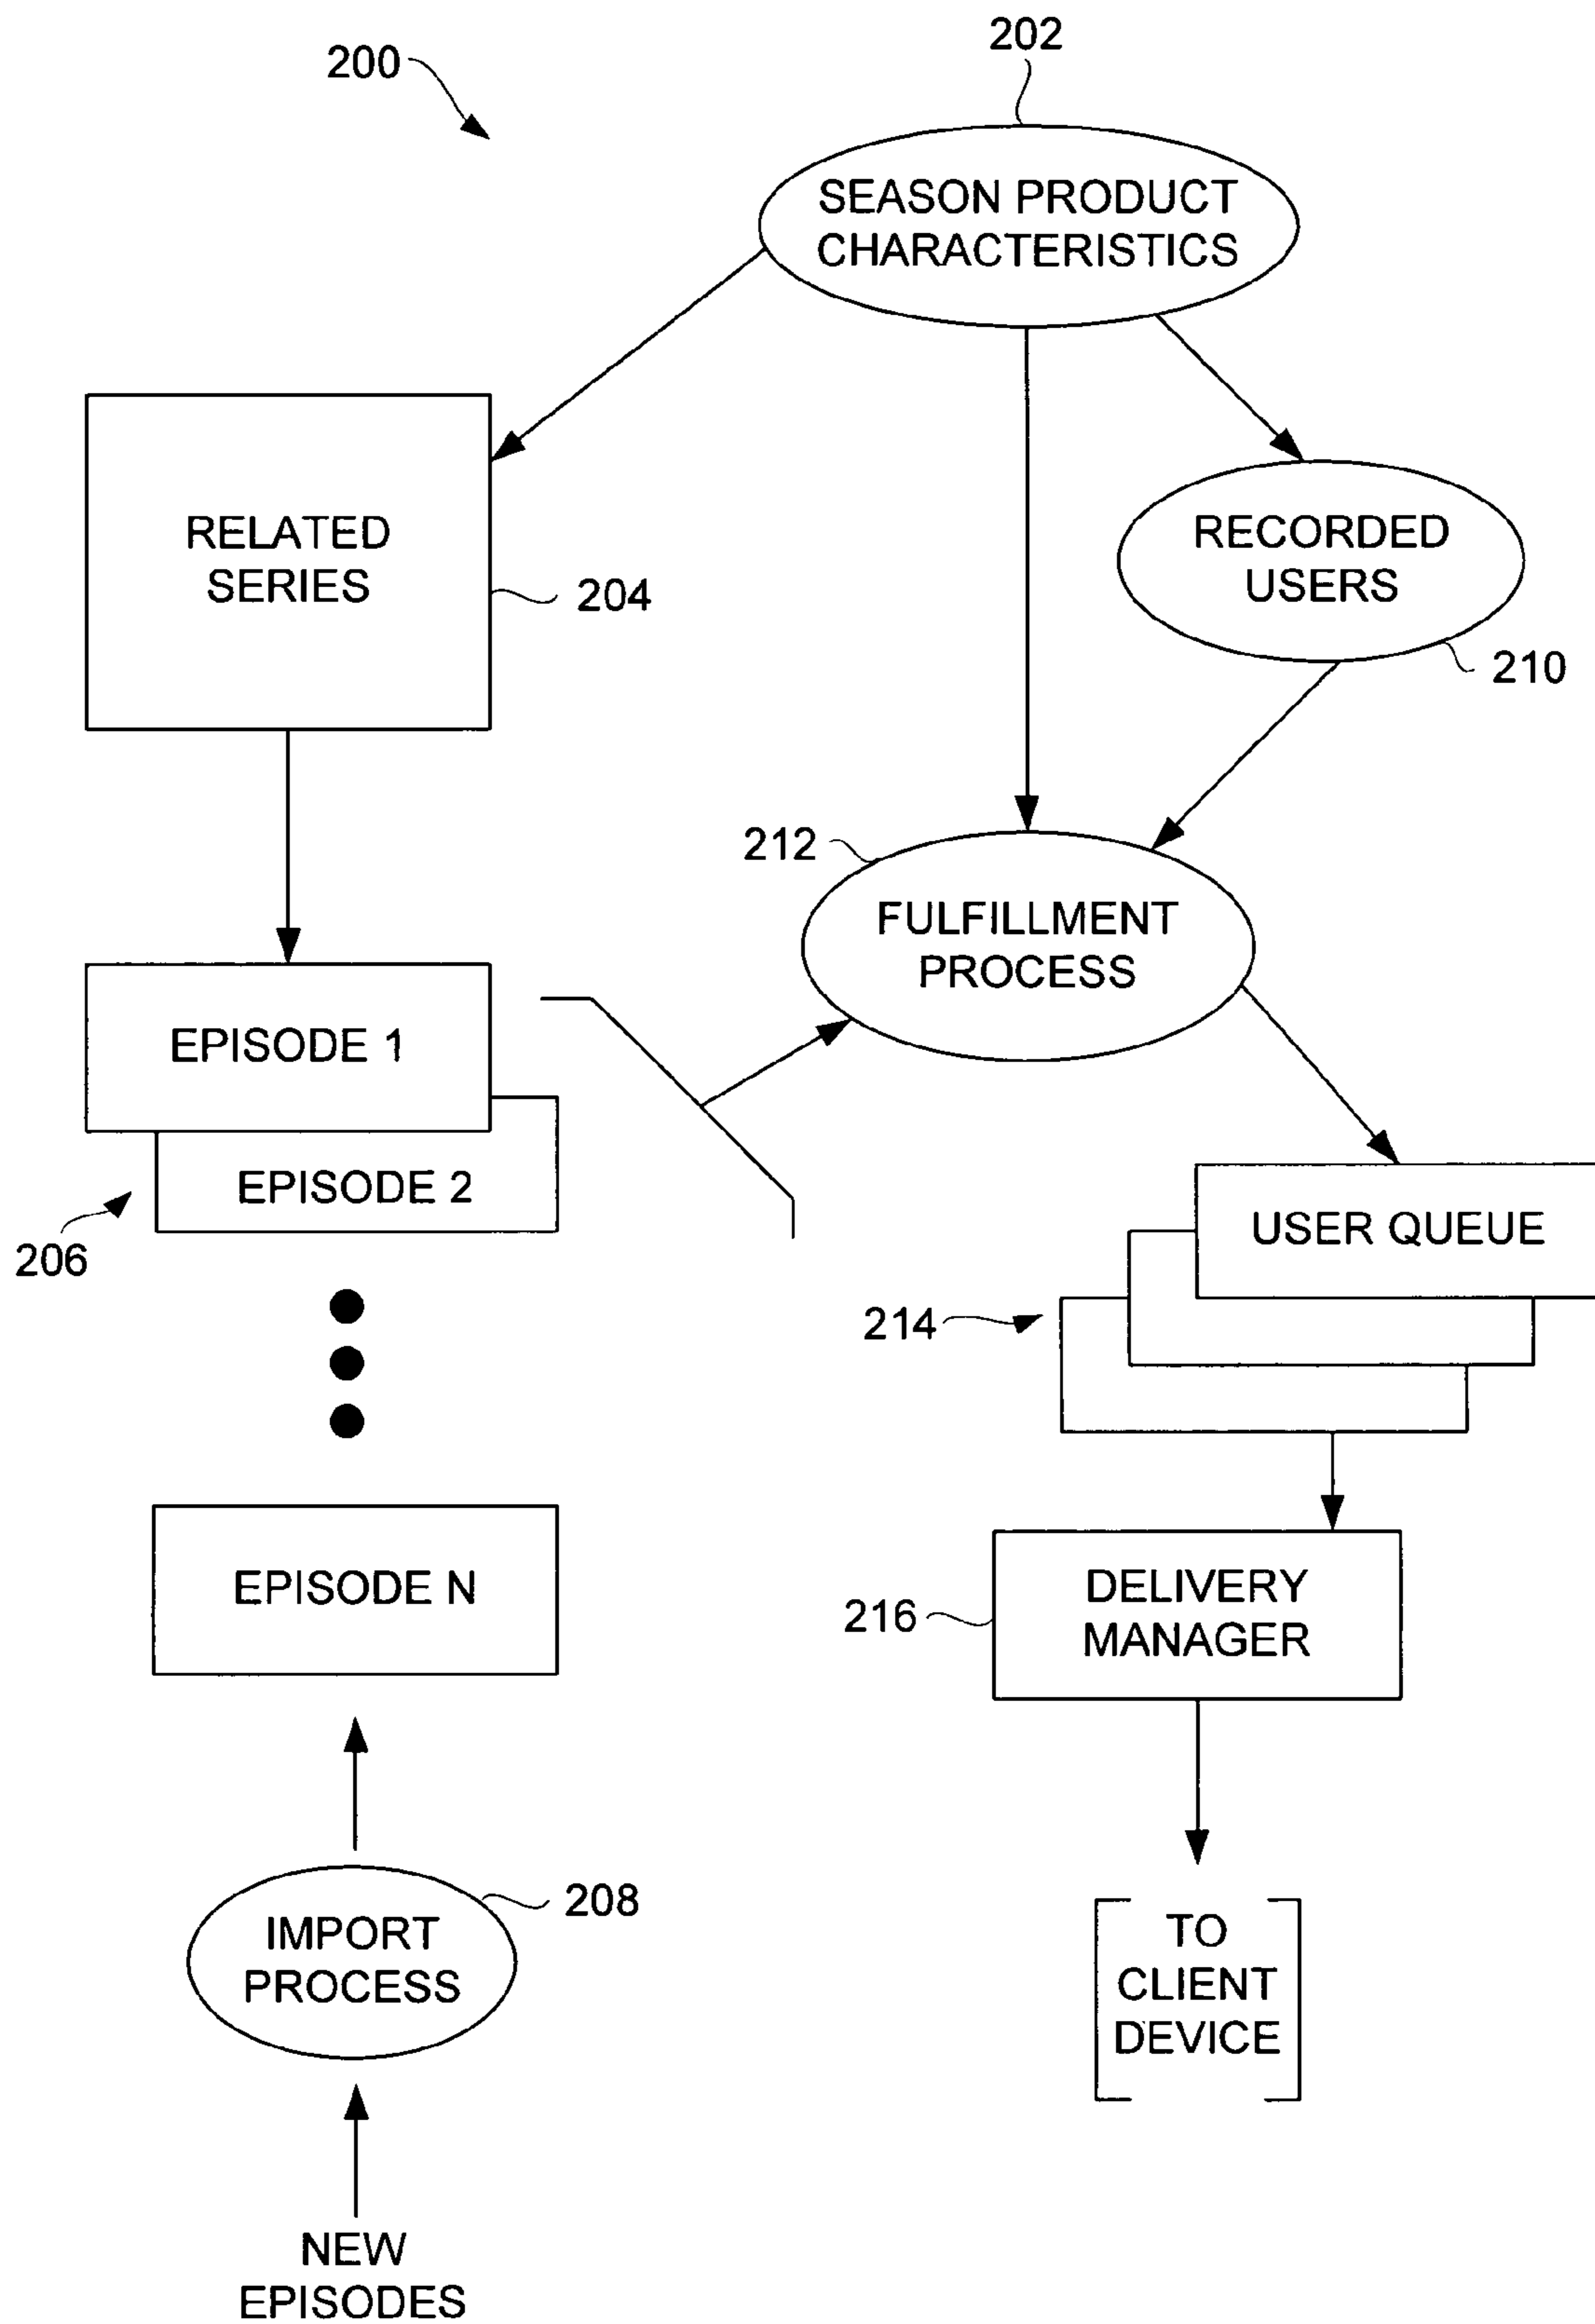 200
202
SEASON PRODUCT
CHARACTERISTICS
RELATED
SERIES
204
RECORDED
USERS
210
212
FULFILLMENT
PROCESS
EPISODE 1
EPISODE 2
206
USER QUEUE
214
EPISODE N
DELIVERY
MANAGER
216
208
IMPORT
PROCESS
TO
CLIENT
DEVICE
NEW
EPISODES